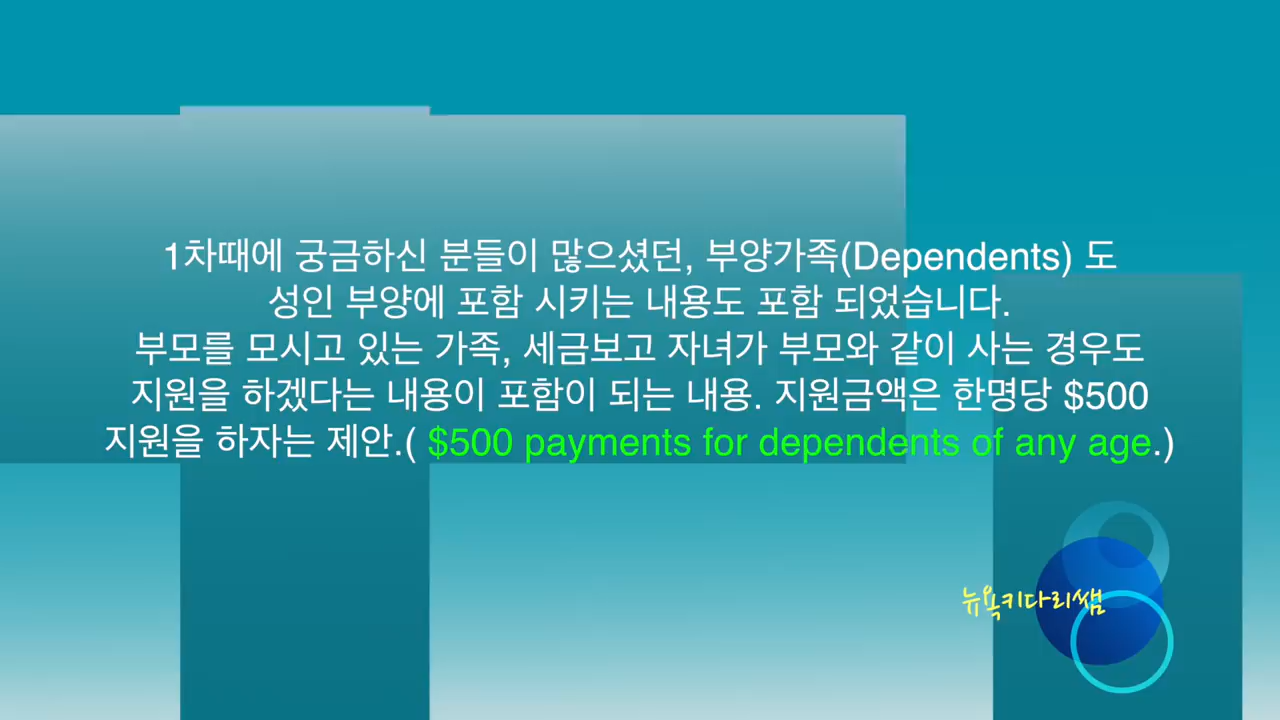 1차때에 궁금하신 분들이 많으셨던, 부양가족(Dependents) 도
성인 부양에 포함 시키는 내용도 포함 되었습니다.
부모를 모시고 있는 가족, 세금보고 자녀가 부모와 같이 사는 경우도
지원을 하겠다는 내용이 포함이 되는 내용. 지원금액은 한명당 $500
지원을 하자는 제안.( $500 payments for dependents of any age.)
뉴욕키다리쌤